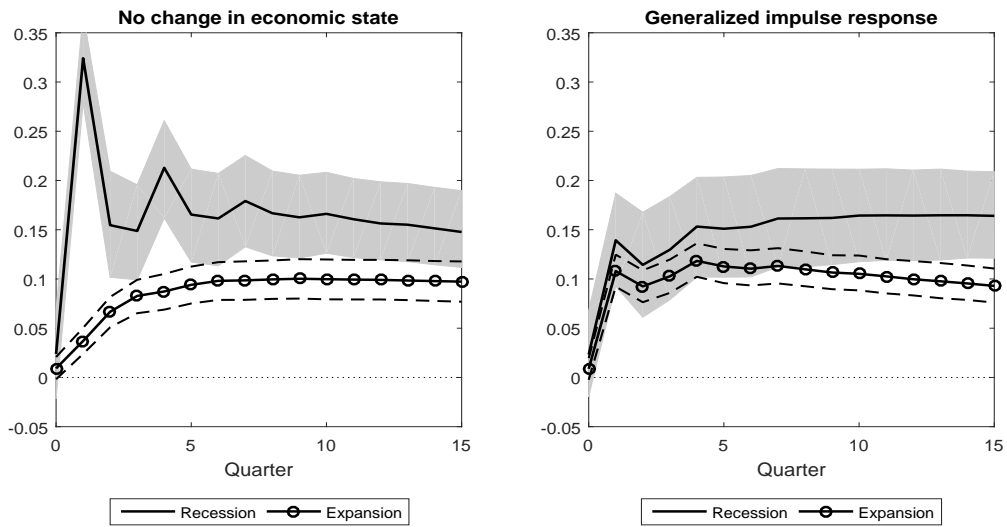 No change in economic state
0.35
0.3
0.25
0.2
0.15
0.1
0.05
0
-0.05
0 5 10 15
Quarter
Recession Expansion
Generalized impulse response
0.35
0.3
0.25
0.2
0.15
0.1
0.05
0
-0.05
0 5 10 15
Quarter
Recession Expansion